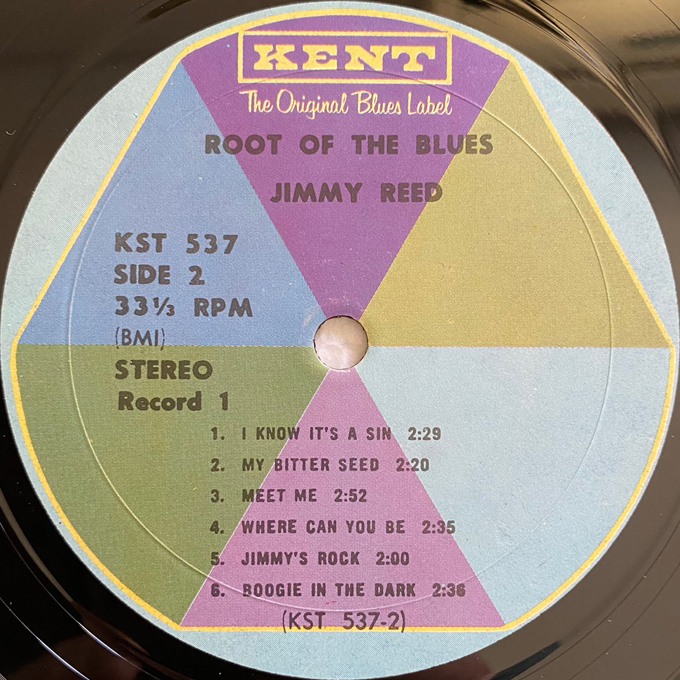 KENT
The Original Blues Label
ROOT OF THE BLUES
JIMMY REED
KST 537
SIDE 2
33⅓ RPM
(BMI)
STEREO
Record 1
1. I KNOW IT'S A SIN 2:29
2. MY BITTER SEED 2:20
3. MEET ME 2:52
4. WHERE CAN YOU BE 2:35
5. JIMMY'S ROCK 2:00
6. BOOGIE IN THE DARK 2:36
(KST 537-2)